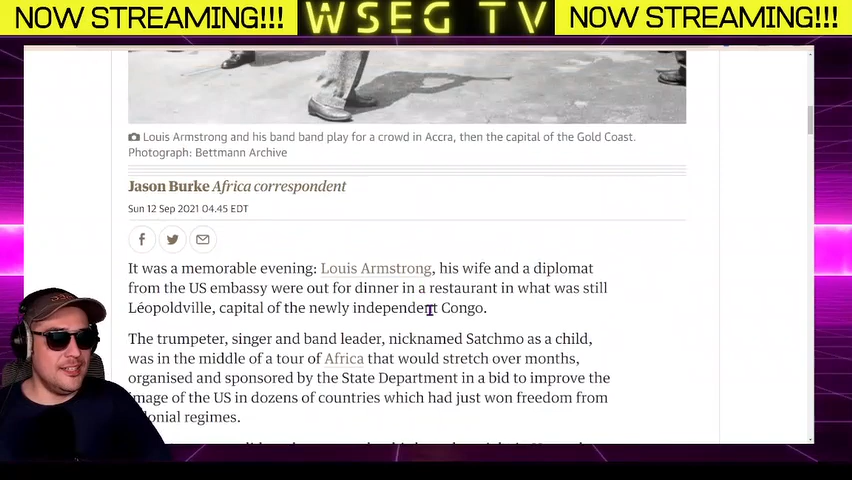 NOW STREAMING!!! WSEG TV NOW STREAMING!!!
Louis Armstrong and his band band play for a crowd in Accra, then the capital of the Gold Coast.
Photograph: Bettmann Archive
Jason Burke Africa correspondent
Sun 12 Sep 2021 04.45 EDT
It was a memorable evening: Louis Armstrong, his wife and a diplomat
from the US embassy were out for dinner in a restaurant in what was still
Léopoldville, capital of the newly independent Congo.
The trumpeter, singer and band leader, nicknamed Satchmo as a child,
was in the middle of a tour of Africa that would stretch over months,
organised and sponsored by the State Department in a bid to improve the
image of the US in dozens of countries which had just won freedom from
regimes.